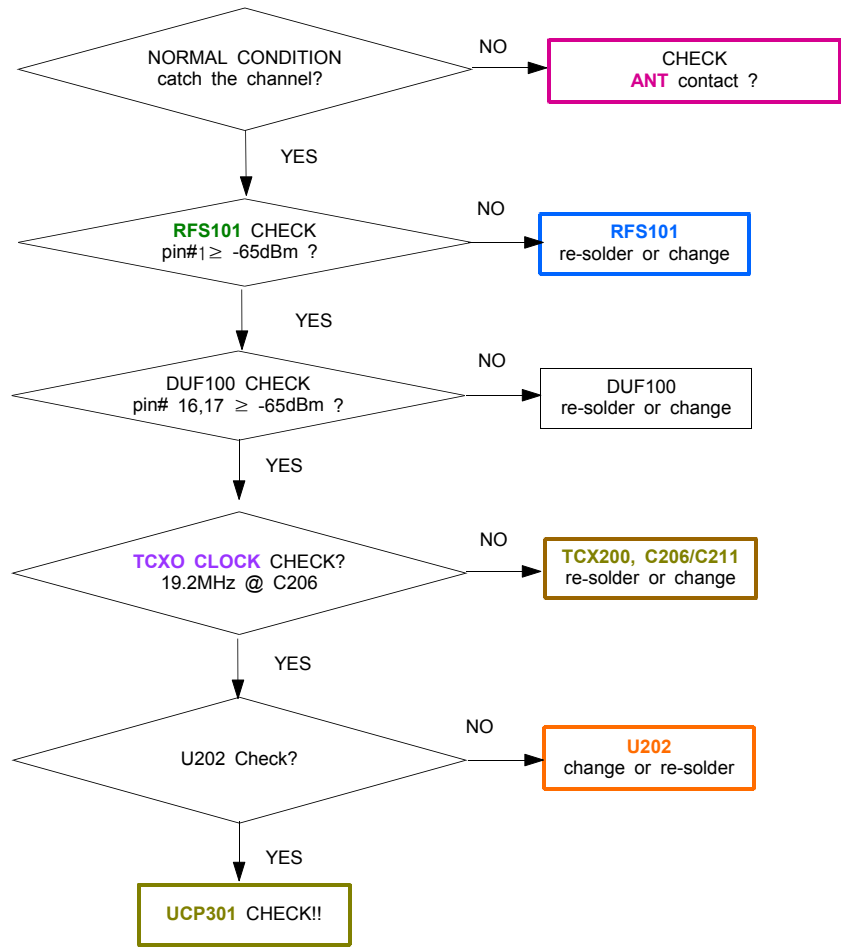 NORMAL CONDITION
catch the channel?
NO
CHECK
ANT contact ?
YES
RFS101 CHECK
pin#1≥ -65dBm ?
NO
RFS101
re-solder or change
YES
DUF100 CHECK
pin# 16,17 ≥ -65dBm ?
NO
DUF100
re-solder or change
YES
TCXO CLOCK CHECK?
19.2MHz @ C206
NO
TCX200, C206/C211
re-solder or change
YES
U202 Check?
NO
U202
change or re-solder
YES
UCP301 CHECK!!